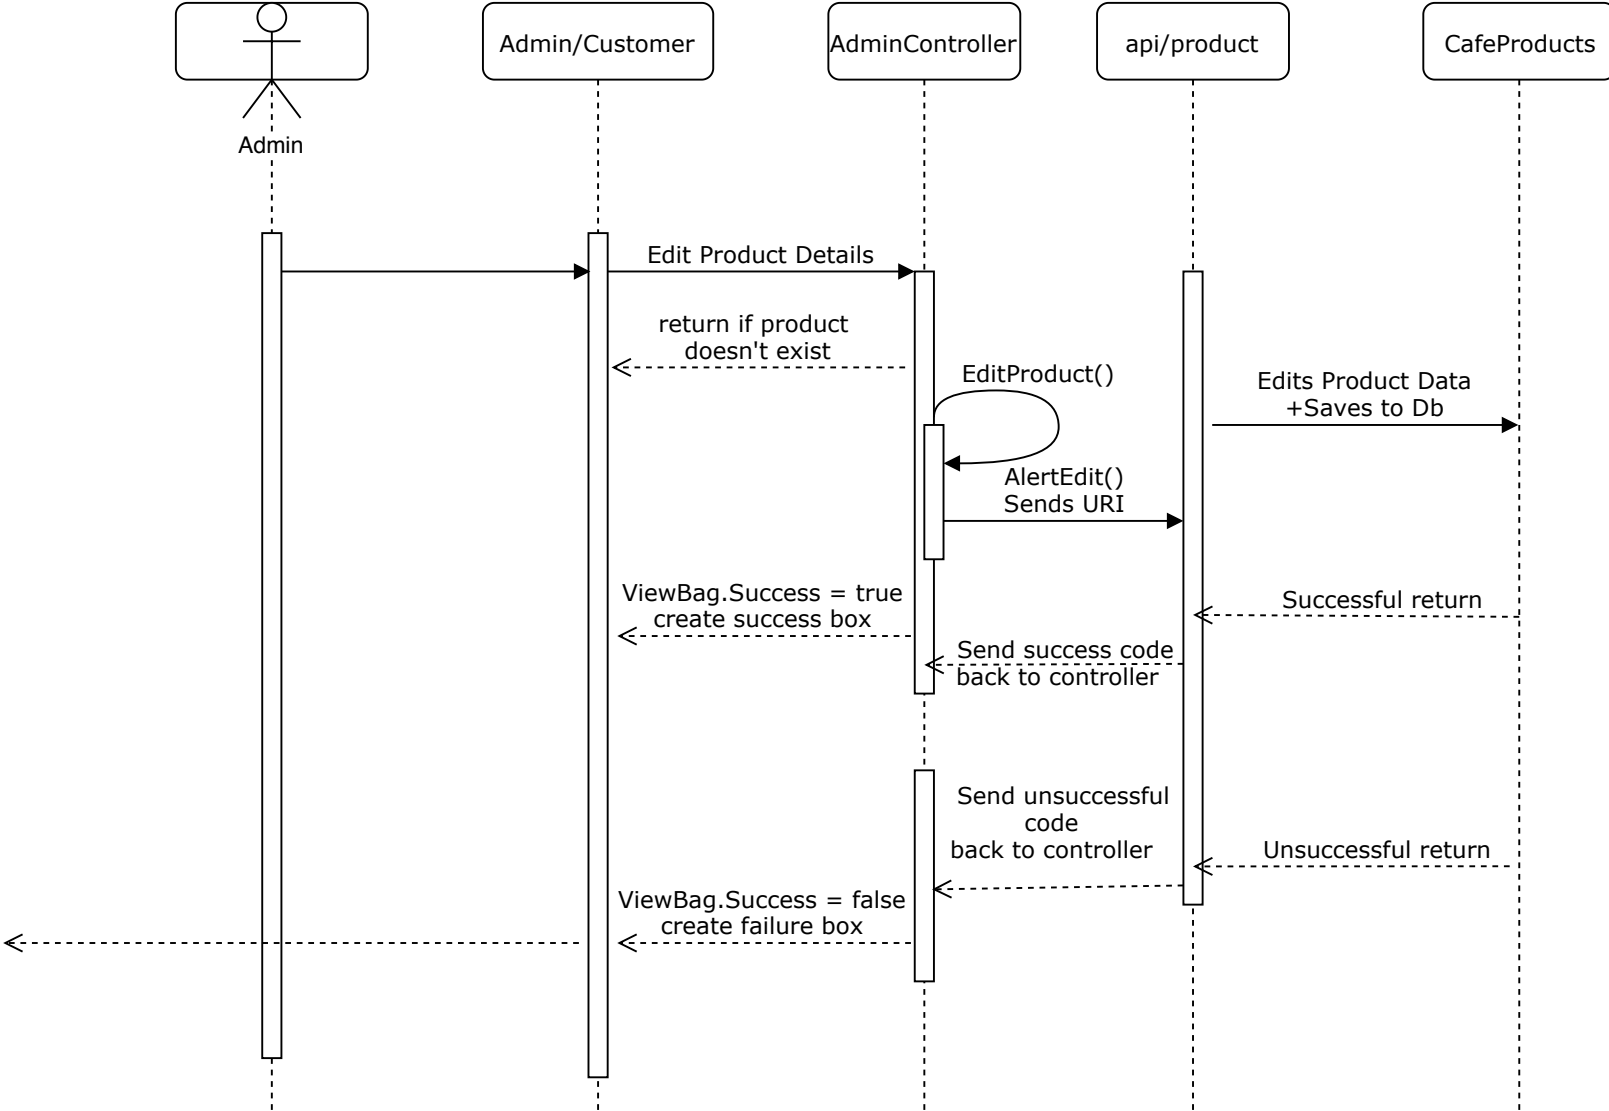 Admin/Customer
AdminController
api/product
CafeProducts
Admin
Edit Product Details
return if product
doesn't exist
EditProduct()
Edits Product Data
+Saves to Db
AlertEdit()
Sends URI
ViewBag.Success = true
create success box
Successful return
Send success code
back to controller
Send unsuccessful
code
back to controller
Unsuccessful return
ViewBag.Success = false
create failure box